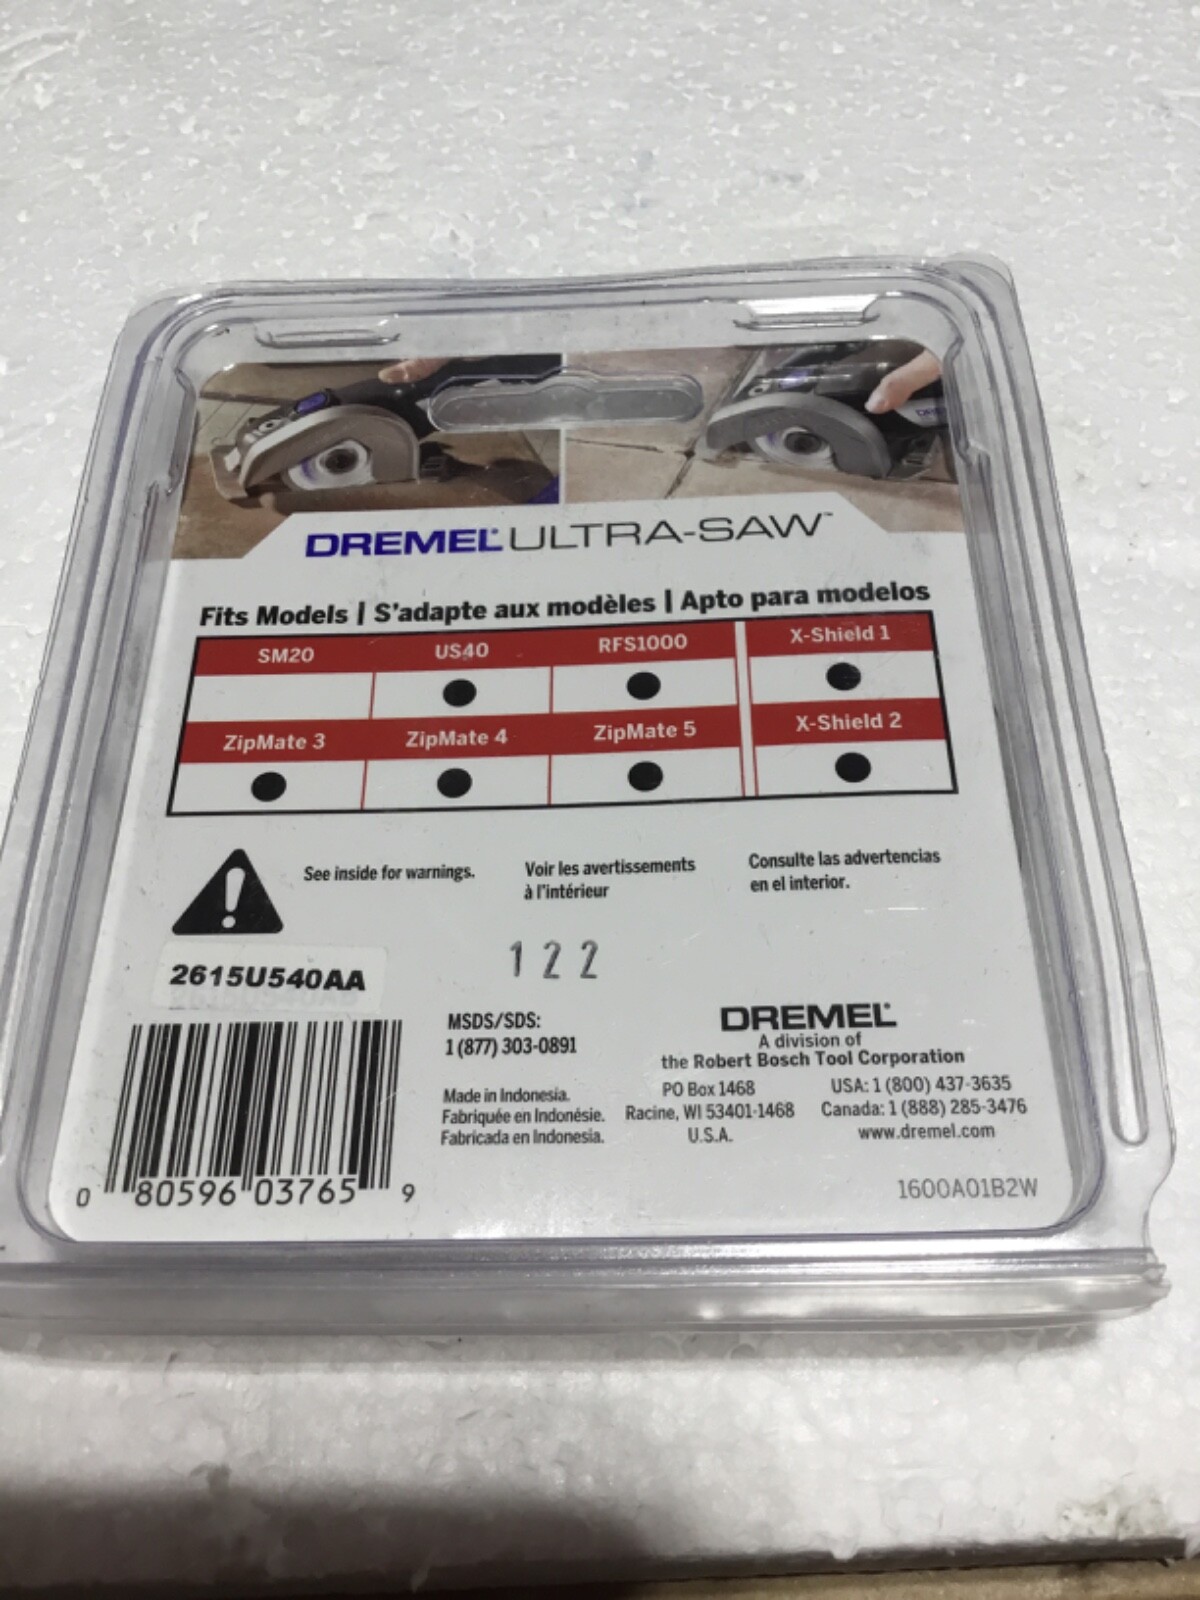 DREMEL ULTRA-SAW™
Fits Models | S'adapte aux modèles | Apto para modelos
SM20 US40 RFS1000 X-Shield 1
ZipMate 3 ZipMate 4 ZipMate 5 X-Shield 2
See inside for warnings.
Voir les avertissements
à l'intérieur
Consulte las advertencias
en el interior.
122
2615U540AA
MSDS/SDS:
1 (877) 303-0891
Made in Indonesia.
Fabriquée en Indonésie.
Fabricada en Indonesia.
DREMEL®
A division of
the Robert Bosch Tool Corporation
PO Box 1468
Racine, WI 53401-1468
U.S.A.
USA: 1 (800) 437-3635
Canada: 1 (888) 285-3476
www.dremel.com
0 80596 03765 9
1600A01B2W